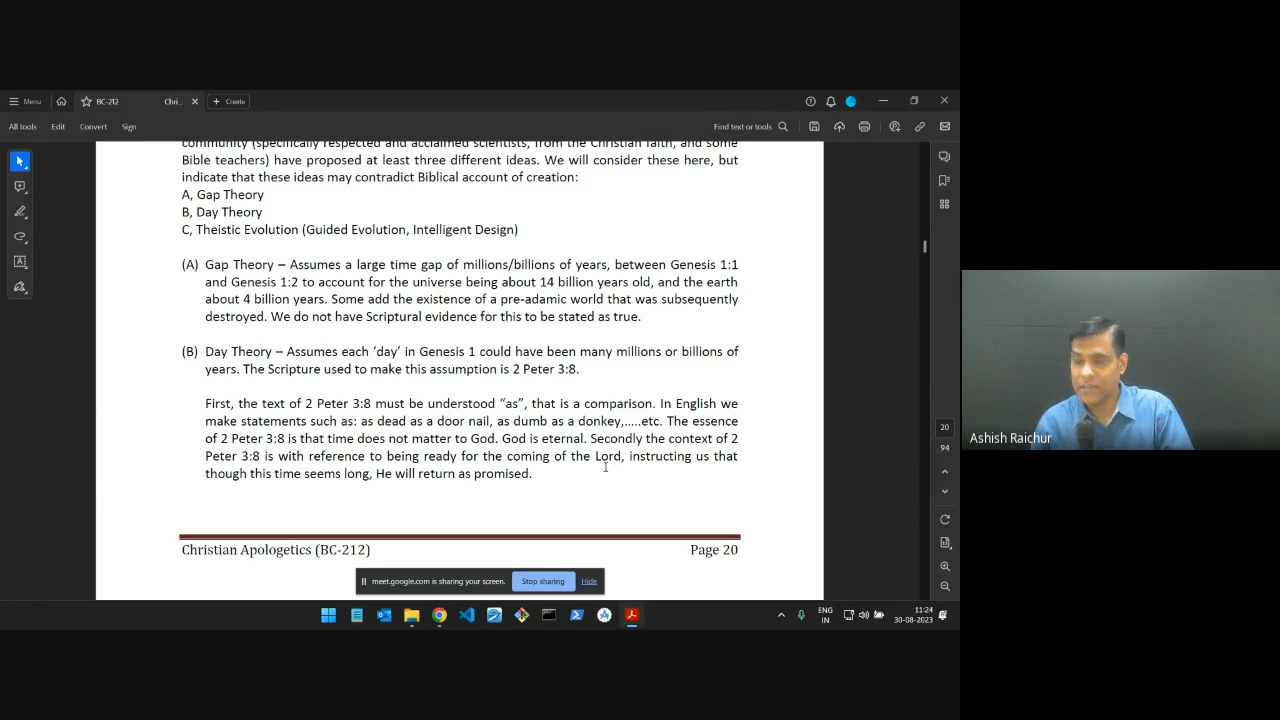 Menu
BC-212
Chri...
Create
All tools
Edit
Convert
Sign
Find text or tools
community (specifically respected and acclaimed scientists, from the Christian faith, and some
Bible teachers) have proposed at least three different ideas. We will consider these here, but
indicate that these ideas may contradict Biblical account of creation:
A, Gap Theory
B, Day Theory
C, Theistic Evolution (Guided Evolution, Intelligent Design)
(A) Gap Theory – Assumes a large time gap of millions/billions of years, between Genesis 1:1
and Genesis 1:2 to account for the universe being about 14 billion years old, and the earth
about 4 billion years. Some add the existence of a pre-adamic world that was subsequently
destroyed. We do not have Scriptural evidence for this to be stated as true.
(B) Day Theory – Assumes each ‘day’ in Genesis 1 could have been many millions or billions of
years. The Scripture used to make this assumption is 2 Peter 3:8.
First, the text of 2 Peter 3:8 must be understood “as”, that is a comparison. In English we
make statements such as: as dead as a door nail, as dumb as a donkey,.....etc. The essence
of 2 Peter 3:8 is that time does not matter to God. God is eternal. Secondly the context of 2
Peter 3:8 is with reference to being ready for the coming of the Lord, instructing us that
though this time seems long, He will return as promised.
Christian Apologetics (BC-212)
Page 20
20
94
Ashish Raichur
meet.google.com is sharing your screen.
Stop sharing
Hide
ENG
IN
11:24
30-08-2023